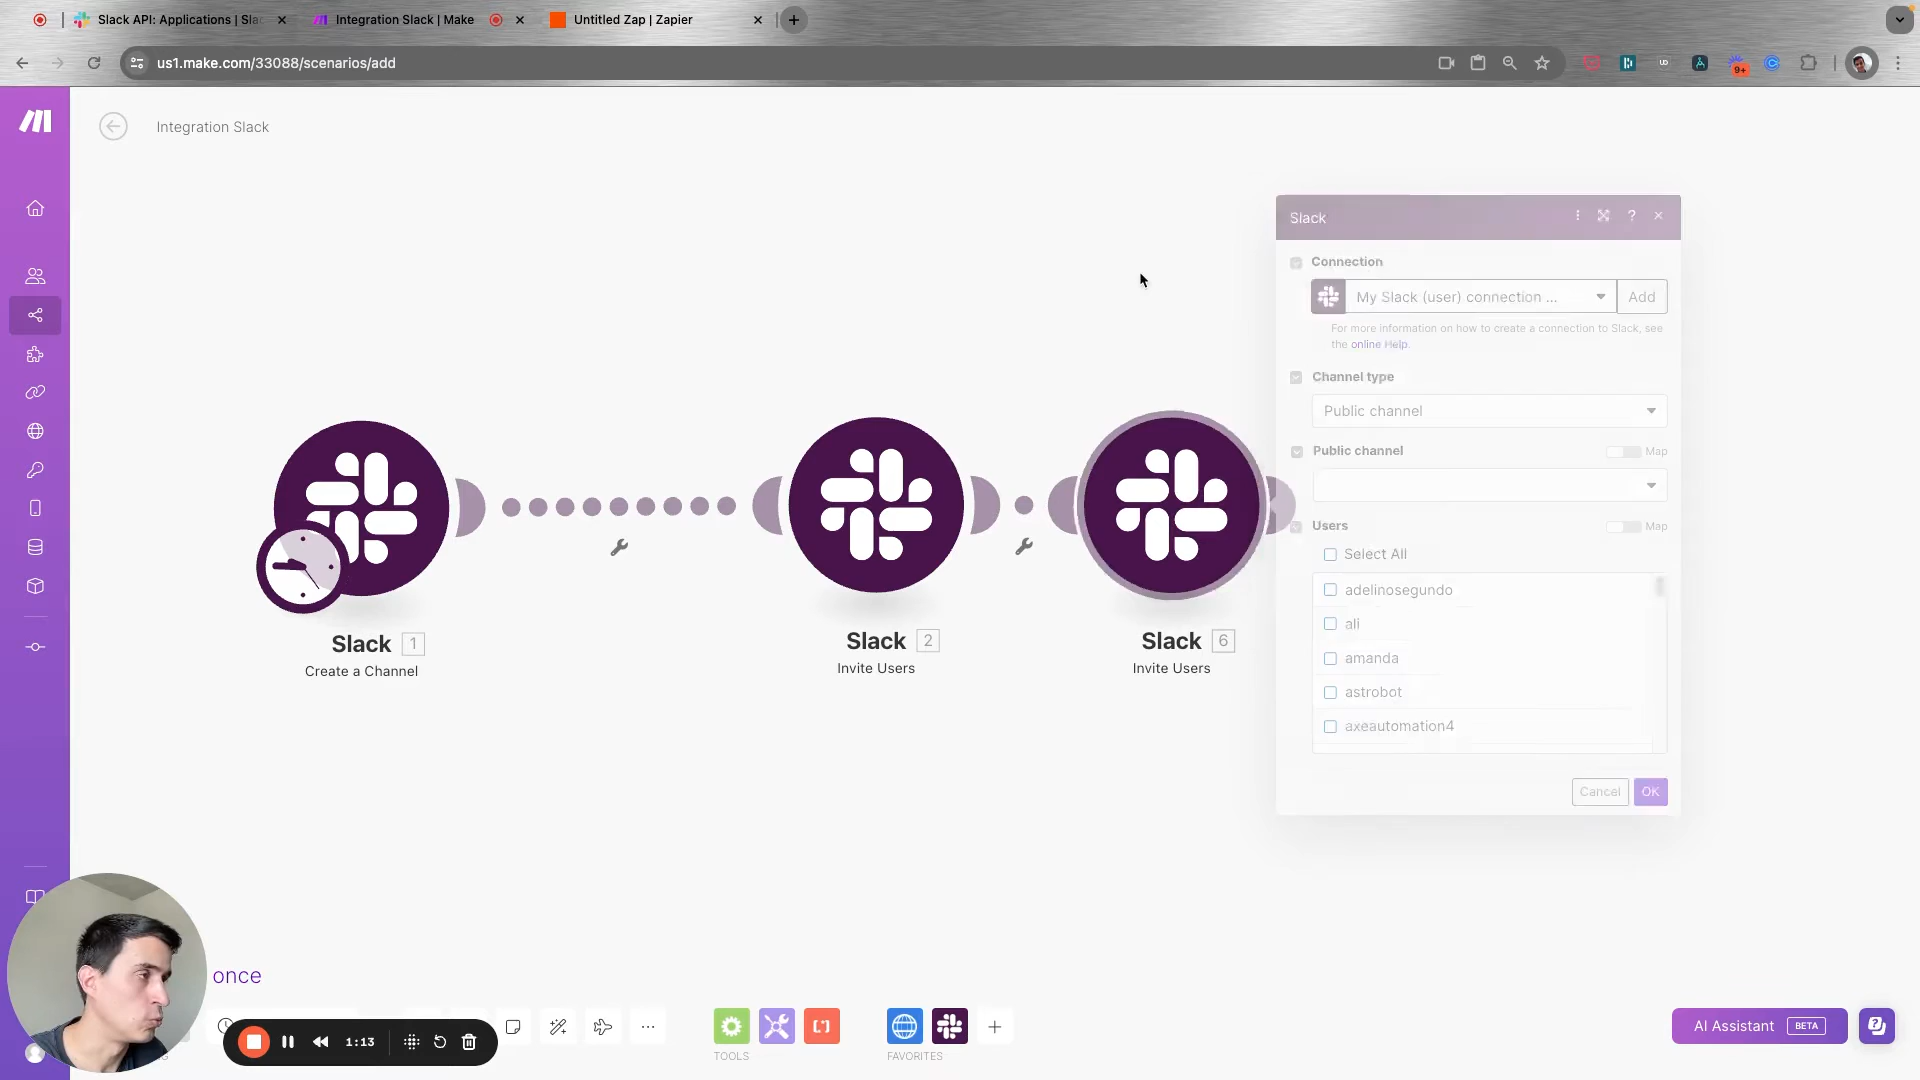 Slack API: Applications | Slac
Integration Slack | Make
Untitled Zap | Zapier
us1.make.com/33088/scenarios/add
UD
9+
Integration Slack
Slack
?
Connection
My Slack (user) connection ...
Add
For more information on how to create a connection to Slack, see
the online Help.
Channel type
Public channel
Public channel
Map
Users
Map
Select All
adelinosegundo
ali
amanda
astrobot
axeautomation4
Cancel
OK
Slack 1
Create a Channel
Slack 2
Invite Users
Slack 6
Invite Users
once
1:13
TOOLS
FAVORITES
AI Assistant BETA